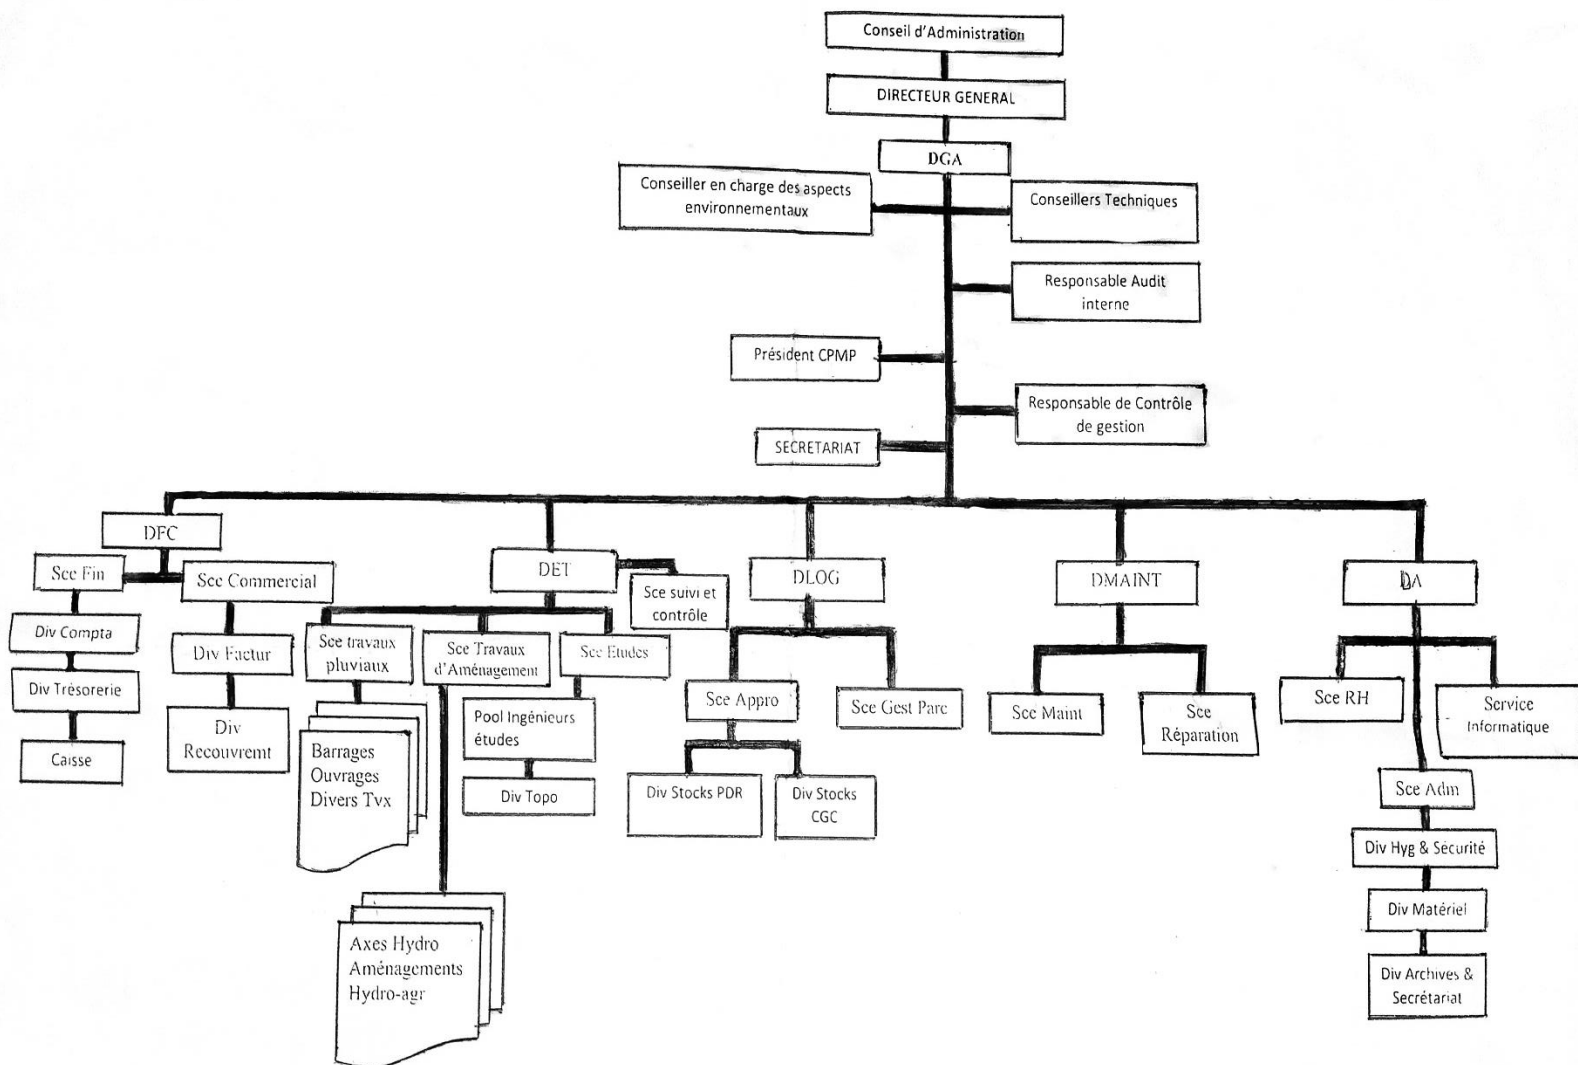 Conseil d'Administration
DIRECTEUR GENERAL
DGA
Conseiller en charge des aspects
environnementaux
Conseillers Techniques
Responsable Audit
interne
Président CPMP
Responsable de Contrôle
de gestion
SECRETARIAT
DFC
Sce Fin
Sce Commercial
Div Compta
Div Factur
Div Trésorerie
Div
Recouvremt
Caisse
DET
Sce suivi et
contrôle
Sce travaux
pluviaux
Sce Travaux
d'Aménagement
Sce Etudes
Barrages
Ouvrages
Divers Tvx
Pool Ingénieurs
études
Div Topo
Axes Hydro
Aménagements
Hydro-agr
DLOG
Sce Appro
Sce Gest Parc
Div Stocks PDR
Div Stocks
CGC
DMAINT
Sce Maint
Sce
Réparation
DA
Sce RH
Service
Informatique
Sce Adm
Div Hyg & Sécurité
Div Matériel
Div Archives &
Secrétariat